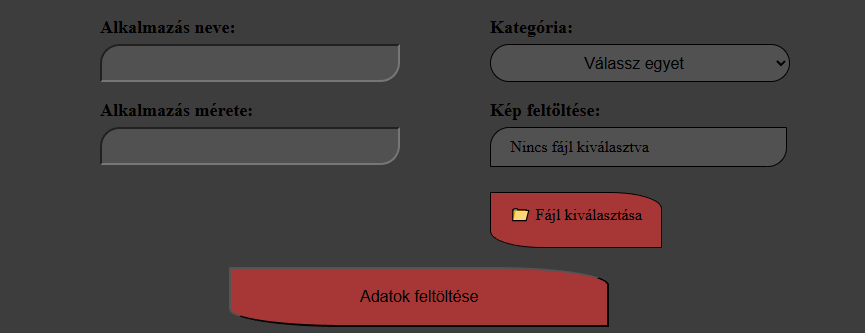 Alkalmazás neve:
Kategória:
Válassz egyet
Alkalmazás mérete:
Kép feltöltése:
Nincs fájl kiválasztva
Fájl kiválasztása
Adatok feltöltése